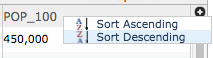 POP_100
Sort Ascending
450,000
Sort Descending